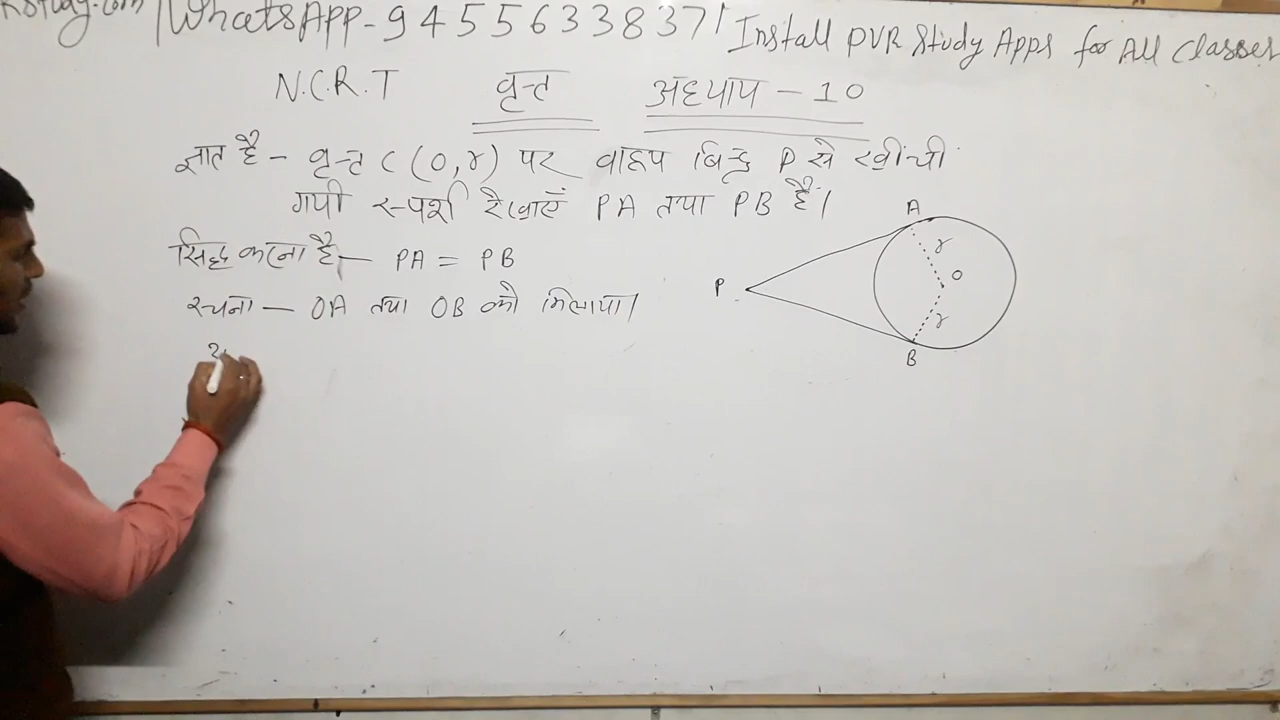 WhatsApp-9455633837| Install PVR Study Apps for All Classes
N.C.R.T वृत्त अध्याय - 10
ज्ञात है - वृत्त C (O,r) पर वाह्य बिन्दु P से खींची
गयी स्पर्श रेखाएँ PA तथा PB हैं।
सिद्ध करना है - PA = PB
रचना - OA तथा OB को मिलाया।
A
r
P
O
r
B